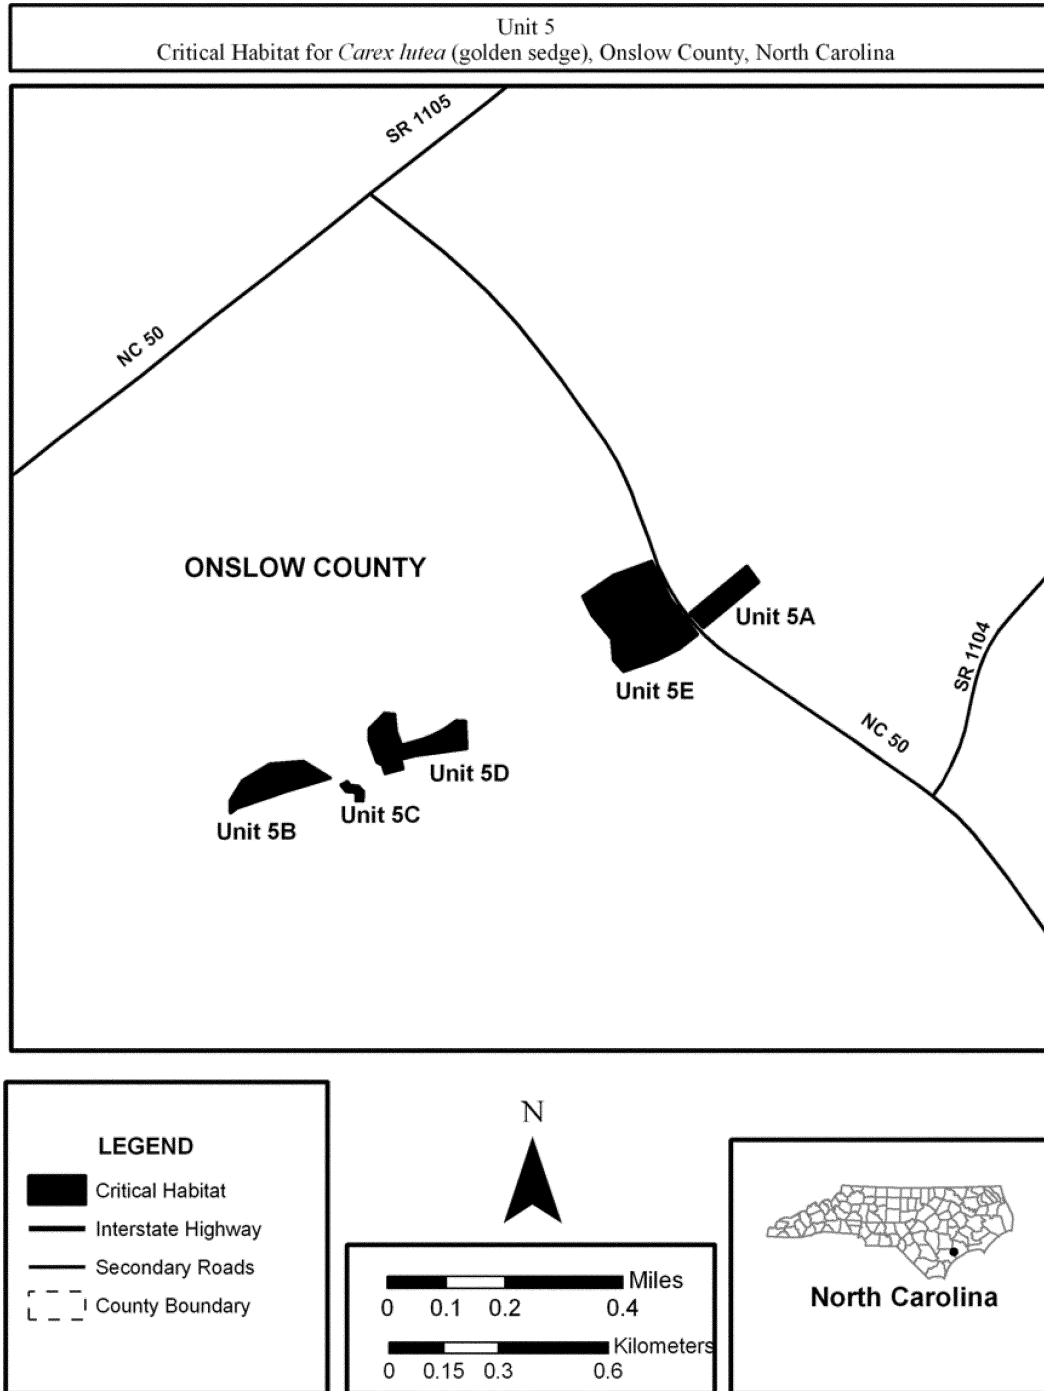 Unit 5
Critical Habitat for Carex lutea (golden sedge), Onslow County, North Carolina
SR 1105
NC 50
ONSLOW COUNTY
Unit 5A
SR 1104
Unit 5E
NC 50
Unit 5D
Unit 5C
Unit 5B
LEGEND
Critical Habitat
Interstate Highway
Secondary Roads
County Boundary
N
Miles
0 0.1 0.2 0.4
Kilometers
0 0.15 0.3 0.6
North Carolina